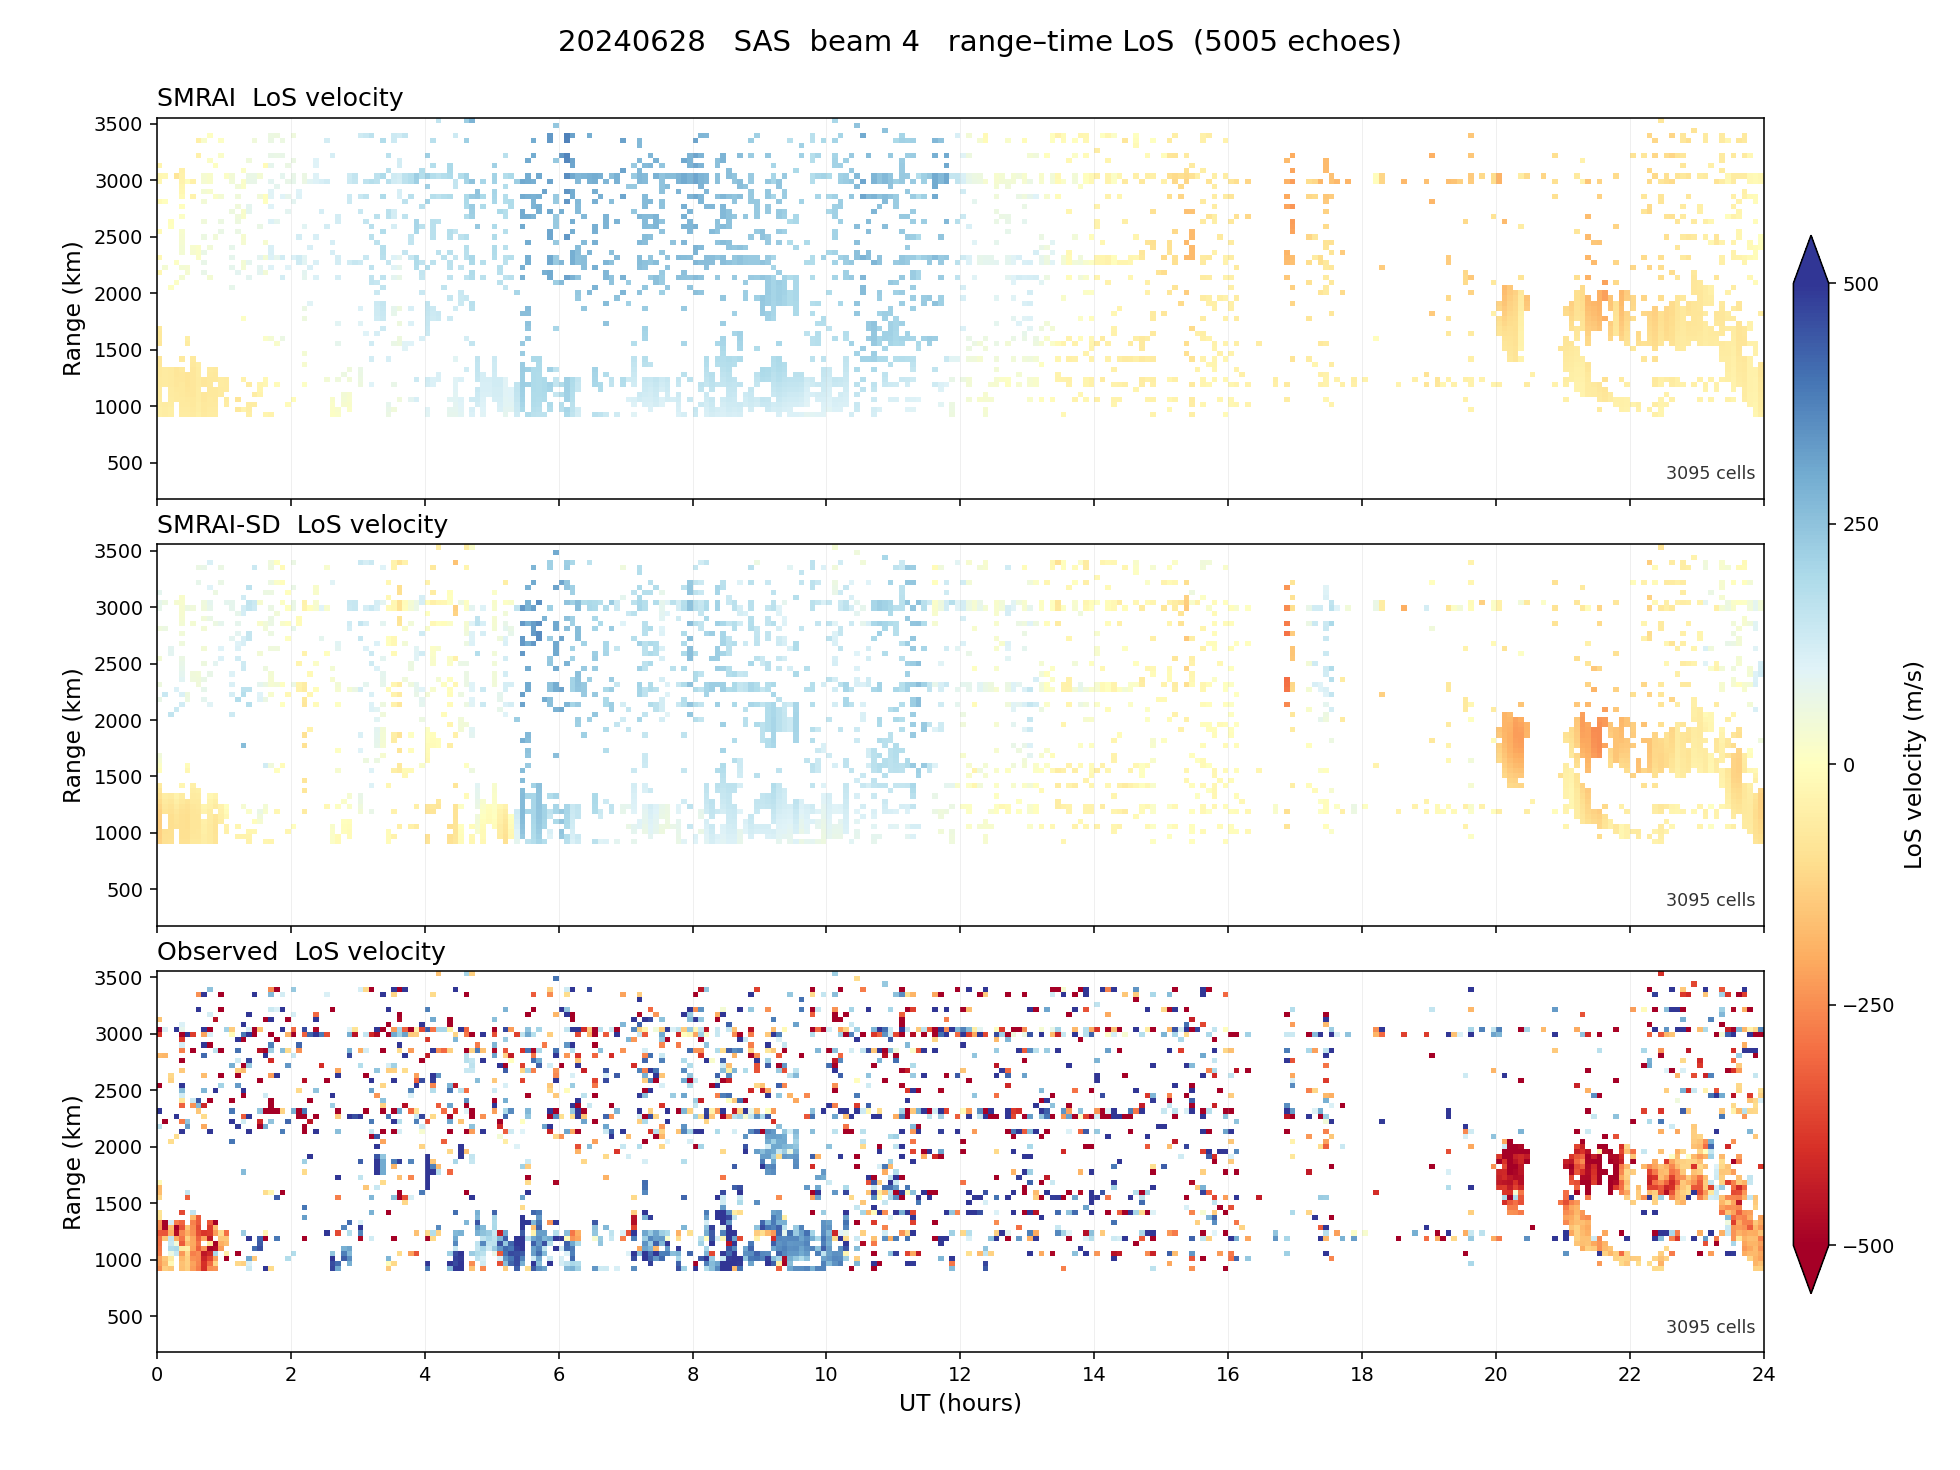 20240628 SAS beam 4 range–time LoS (5005 echoes)
SMRAI LoS velocity
3500
3000
2500
2000
1500
1000
500
Range (km)
3095 cells
SMRAI-SD LoS velocity
3500
3000
2500
2000
1500
1000
500
Range (km)
3095 cells
Observed LoS velocity
3500
3000
2500
2000
1500
1000
500
Range (km)
3095 cells
0 2 4 6 8 10 12 14 16 18 20 22 24
UT (hours)
500
250
0
−250
−500
LoS velocity (m/s)